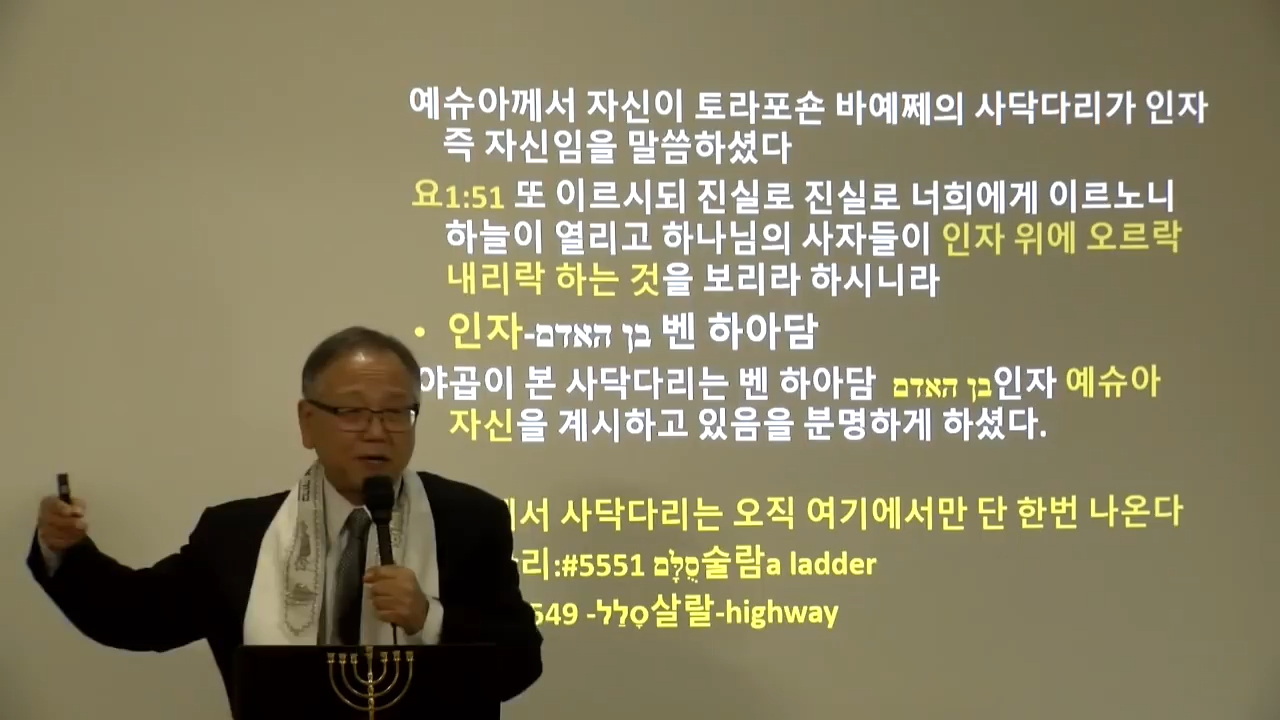 예슈아께서 자신이 토라포숀 바예쩨의 사닥다리가 인자
즉 자신임을 말씀하셨다
요1:51 또 이르시되 진실로 진실로 너희에게 이르노니
하늘이 열리고 하나님의 사자들이 인자 위에 오르락
내리락 하는 것을 보리라 하시니라
• 인자-בן האדם 벤 하아담
야곱이 본 사닥다리는 벤 하아담 בן האדם인자 예슈아
자신을 계시하고 있음을 분명하게 하셨다.
에서 사닥다리는 오직 여기에서만 단 한번 나온다
리:#5551 סֻלָּם술람a ladder
549 -סָלַל살랄-highway